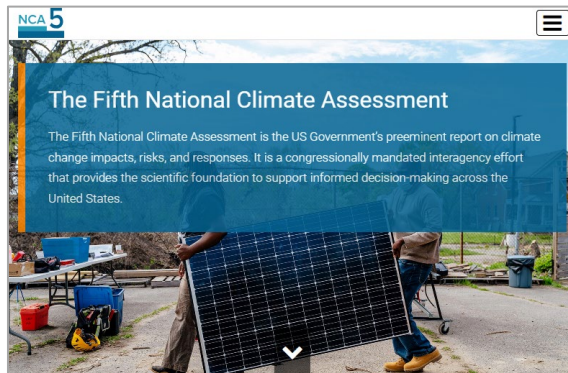 NCA 5
The Fifth National Climate Assessment
The Fifth National Climate Assessment is the US Government's preeminent report on climate
change impacts, risks, and responses. It is a congressionally mandated interagency effort
that provides the scientific foundation to support informed decision-making across the
United States.